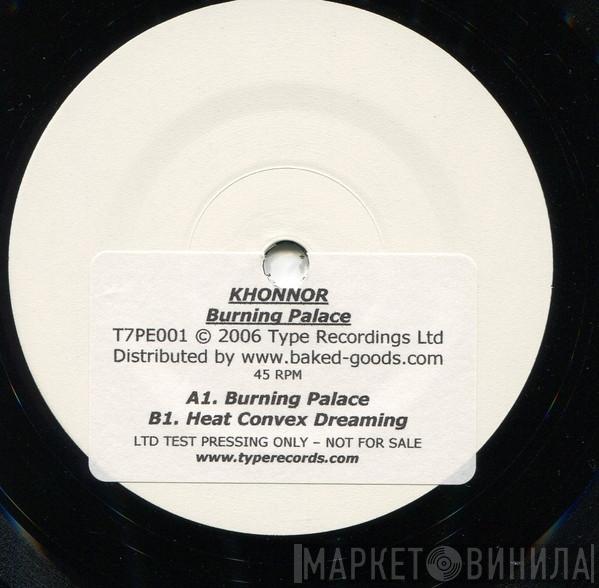 KHONNOR
Burning Palace
T7PE001 © 2006 Type Recordings Ltd
Distributed by www.baked-goods.com
45 RPM
A1. Burning Palace
B1. Heat Convex Dreaming
LTD TEST PRESSING ONLY – NOT FOR SALE
www.typerecords.com
МАРКЕТ ВИНИЛА